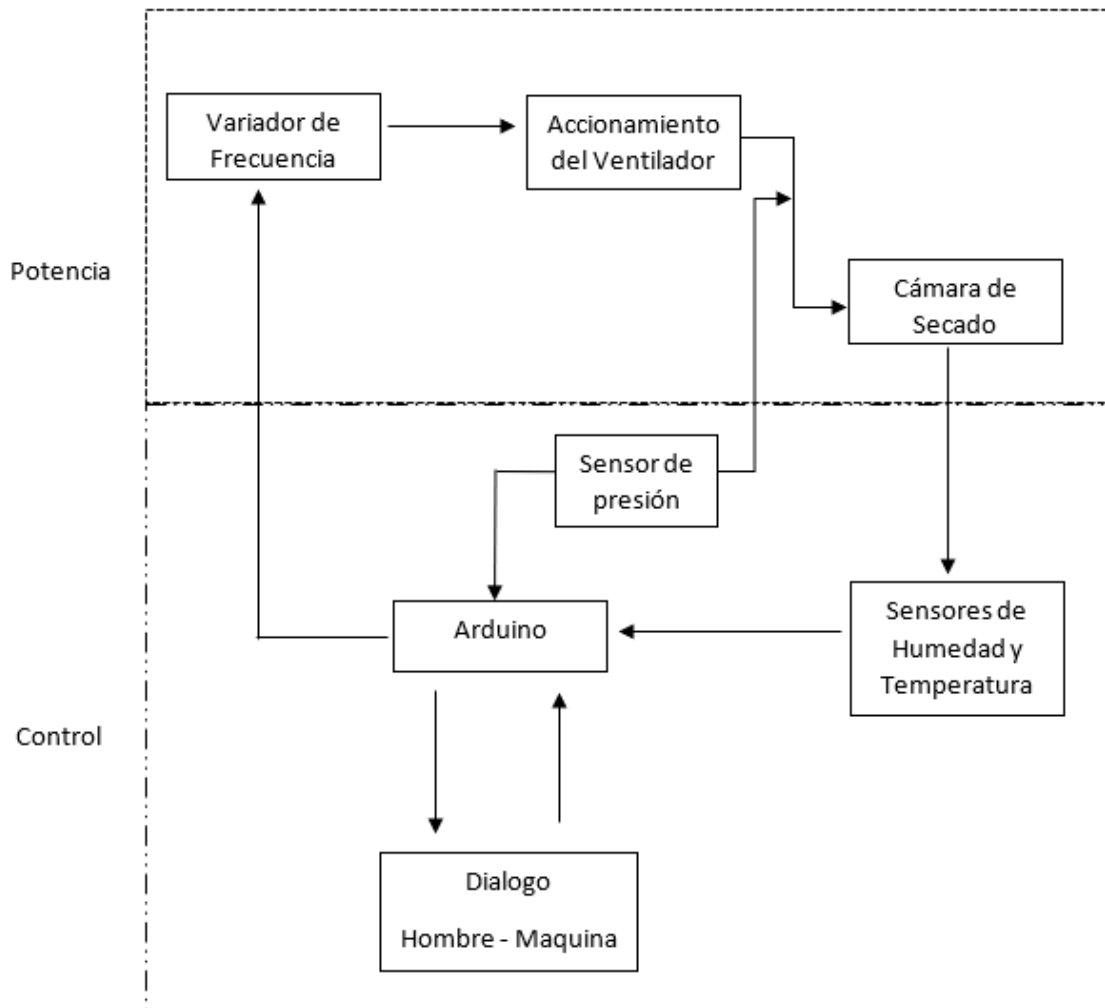 Variador de
Frecuencia
Accionamiento
del Ventilador
Potencia
Cámara de
Secado
Sensor de
presión
Arduino
Sensores de
Humedad y
Temperatura
Control
Dialogo
Hombre - Maquina